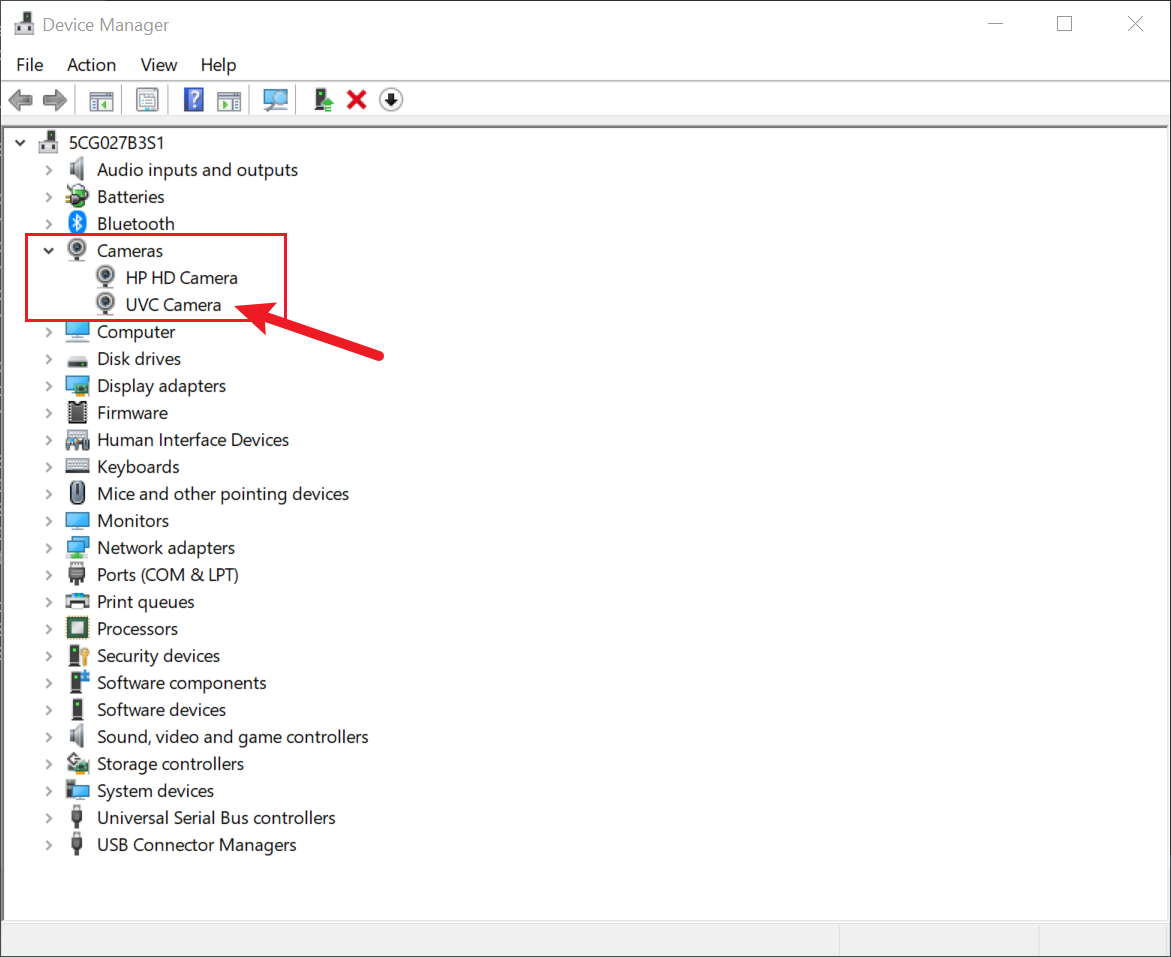 Device Manager
File Action View Help
5CG027B3S1
Audio inputs and outputs
Batteries
Bluetooth
Cameras
HP HD Camera
UVC Camera
Computer
Disk drives
Display adapters
Firmware
Human Interface Devices
Keyboards
Mice and other pointing devices
Monitors
Network adapters
Ports (COM & LPT)
Print queues
Processors
Security devices
Software components
Software devices
Sound, video and game controllers
Storage controllers
System devices
Universal Serial Bus controllers
USB Connector Managers